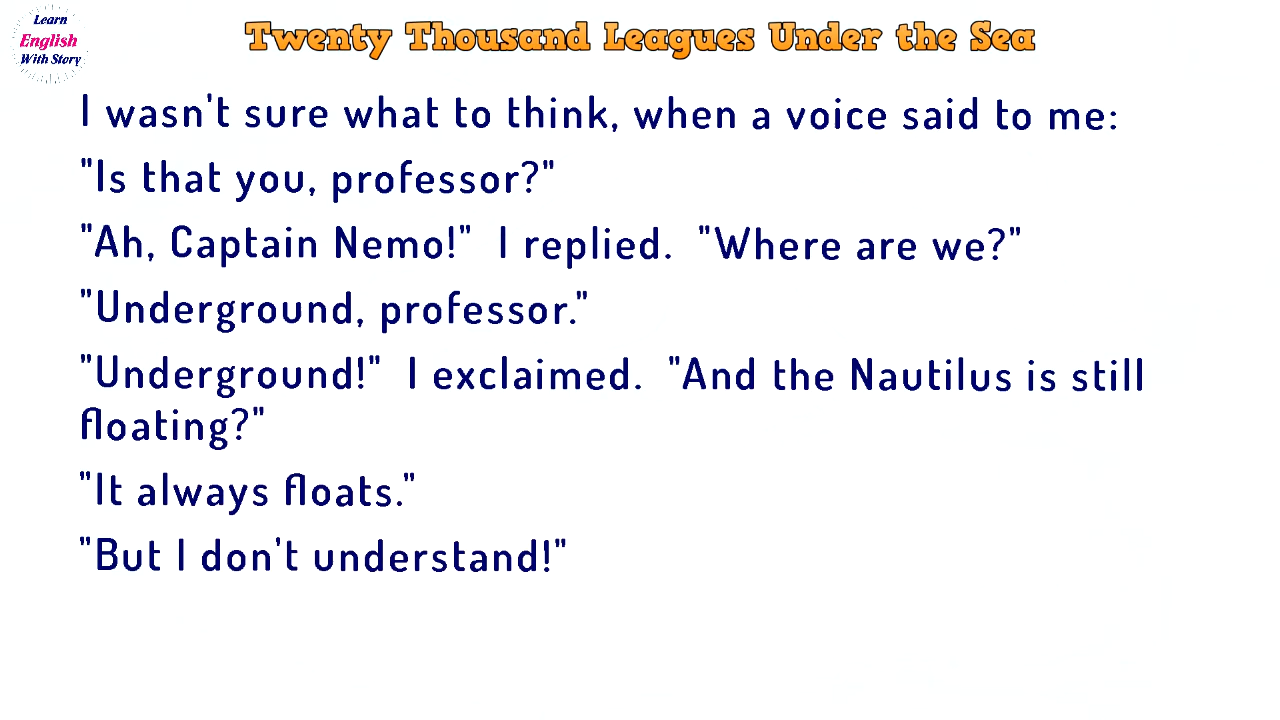 Learn
English
With Story
Twenty Thousand Leagues Under the Sea
I wasn't sure what to think, when a voice said to me:
"Is that you, professor?"
"Ah, Captain Nemo!" I replied. "Where are we?"
"Underground, professor."
"Underground!" I exclaimed. "And the Nautilus is still
floating?"
"It always floats."
"But I don't understand!"